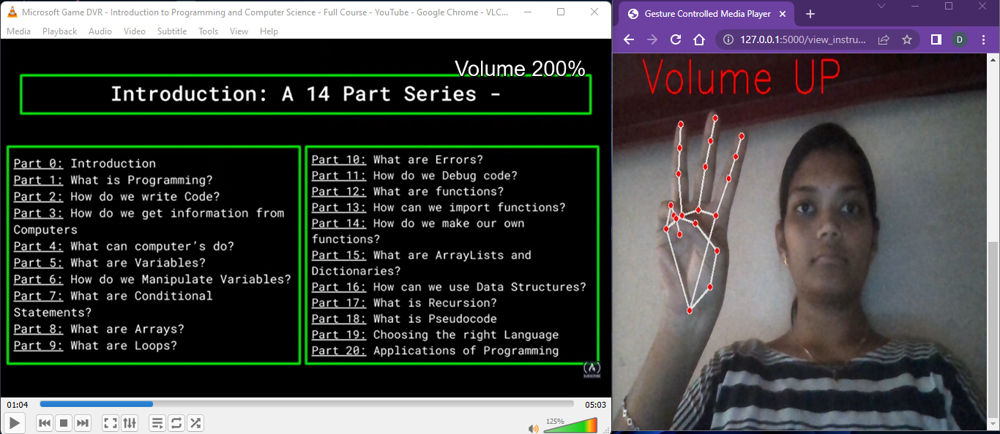 Microsoft Game DVR - Introduction to Programming and Computer Science - Full Course - YouTube - Google Chrome - VLC...
Media Playback Audio Video Subtitle Tools View Help
Volume 200%
Introduction: A 14 Part Series -
Part 0: Introduction
Part 1: What is Programming?
Part 2: How do we write Code?
Part 3: How do we get information from
Computers
Part 4: What can computer's do?
Part 5: What are Variables?
Part 6: How do we Manipulate Variables?
Part 7: What are Conditional
Statements?
Part 8: What are Arrays?
Part 9: What are Loops?
Part 10: What are Errors?
Part 11: How do we Debug code?
Part 12: What are functions?
Part 13: How can we import functions?
Part 14: How do we make our own
functions?
Part 15: What are ArrayLists and
Dictionaries?
Part 16: How can we use Data Structures?
Part 17: What is Recursion?
Part 18: What is Pseudocode
Part 19: Choosing the right Language
Part 20: Applications of Programming
SUBSCRIBE
01:04
05:03
125%
Gesture Controlled Media Player
127.0.0.1:5000/view_instru...
D
Volume UP